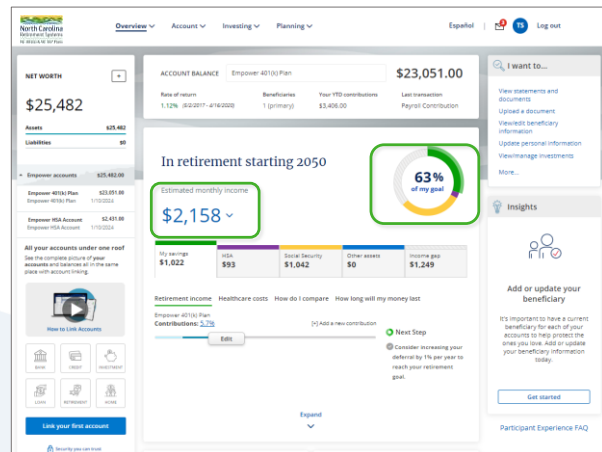 North Carolina
Retirement Systems
Overview
Account
Investing
Planning
Español
TS
Log out
NET WORTH
+
$25,482
Assets $25,482
Liabilities $0
Empower accounts $25,482.00
Empower 401(k) Plan $23,051.00
Empower 401(k) Plan 1/10/2024
Empower HSA Account $2,431.00
Empower HSA Account 1/10/2024
All your accounts under one roof
See the complete picture of your
accounts and balances all in the same
place with account linking.
How to Link Accounts
BANK
CREDIT
INVESTMENT
LOAN
RETIREMENT
HOME
Link your first account
Security you can trust
ACCOUNT BALANCE
Empower 401(k) Plan
$23,051.00
Rate of return
1.12%
Beneficiaries
1 (primary)
Your YTD contributions
$3,406.00
Last transaction
Payroll Contribution
In retirement starting 2050
Estimated monthly income
$2,158
63%
of my goal
My savings
$1,022
HSA
$93
Social Security
$1,042
Other assets
$0
Income gap
$1,249
Retirement income
Healthcare costs
How do I compare
How long will my money last
Empower 401(k) Plan
Contributions: 5.7%
[+] Add a new contribution
Edit
Next Step
Consider increasing your
deferral by 1% per year to
reach your retirement
goal.
Expand
I want to...
View statements and
documents
Upload a document
View/edit beneficiary
information
Update personal information
View/manage investments
More...
Insights
Add or update your
beneficiary
It's important to have a current
beneficiary for each of your
accounts to help protect the
ones you love. Add or update
your beneficiary information
today.
Get started
Participant Experience FAQ